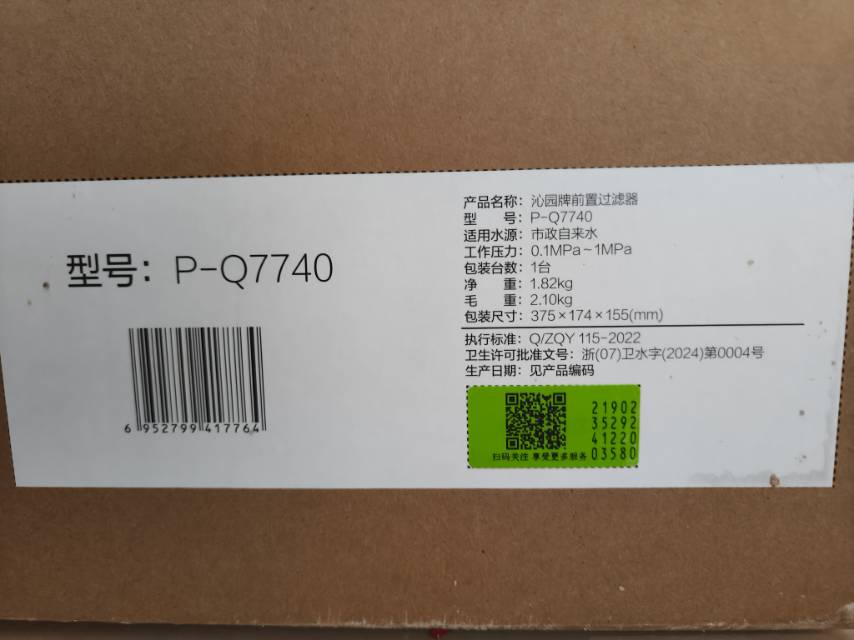 型号：P-Q7740
6 952799 417764
产品名称：沁园牌前置过滤器
型 号：P-Q7740
适用水源：市政自来水
工作压力：0.1MPa~1MPa
包装台数：1台
净 重：1.82kg
毛 重：2.10kg
包装尺寸：375×174×155(mm)
执行标准：Q/ZQY 115-2022
卫生许可批准文号：浙(07)卫水字(2024)第0004号
生产日期：见产品编码
21902
35292
41220
03580
扫码关注 享受更多服务